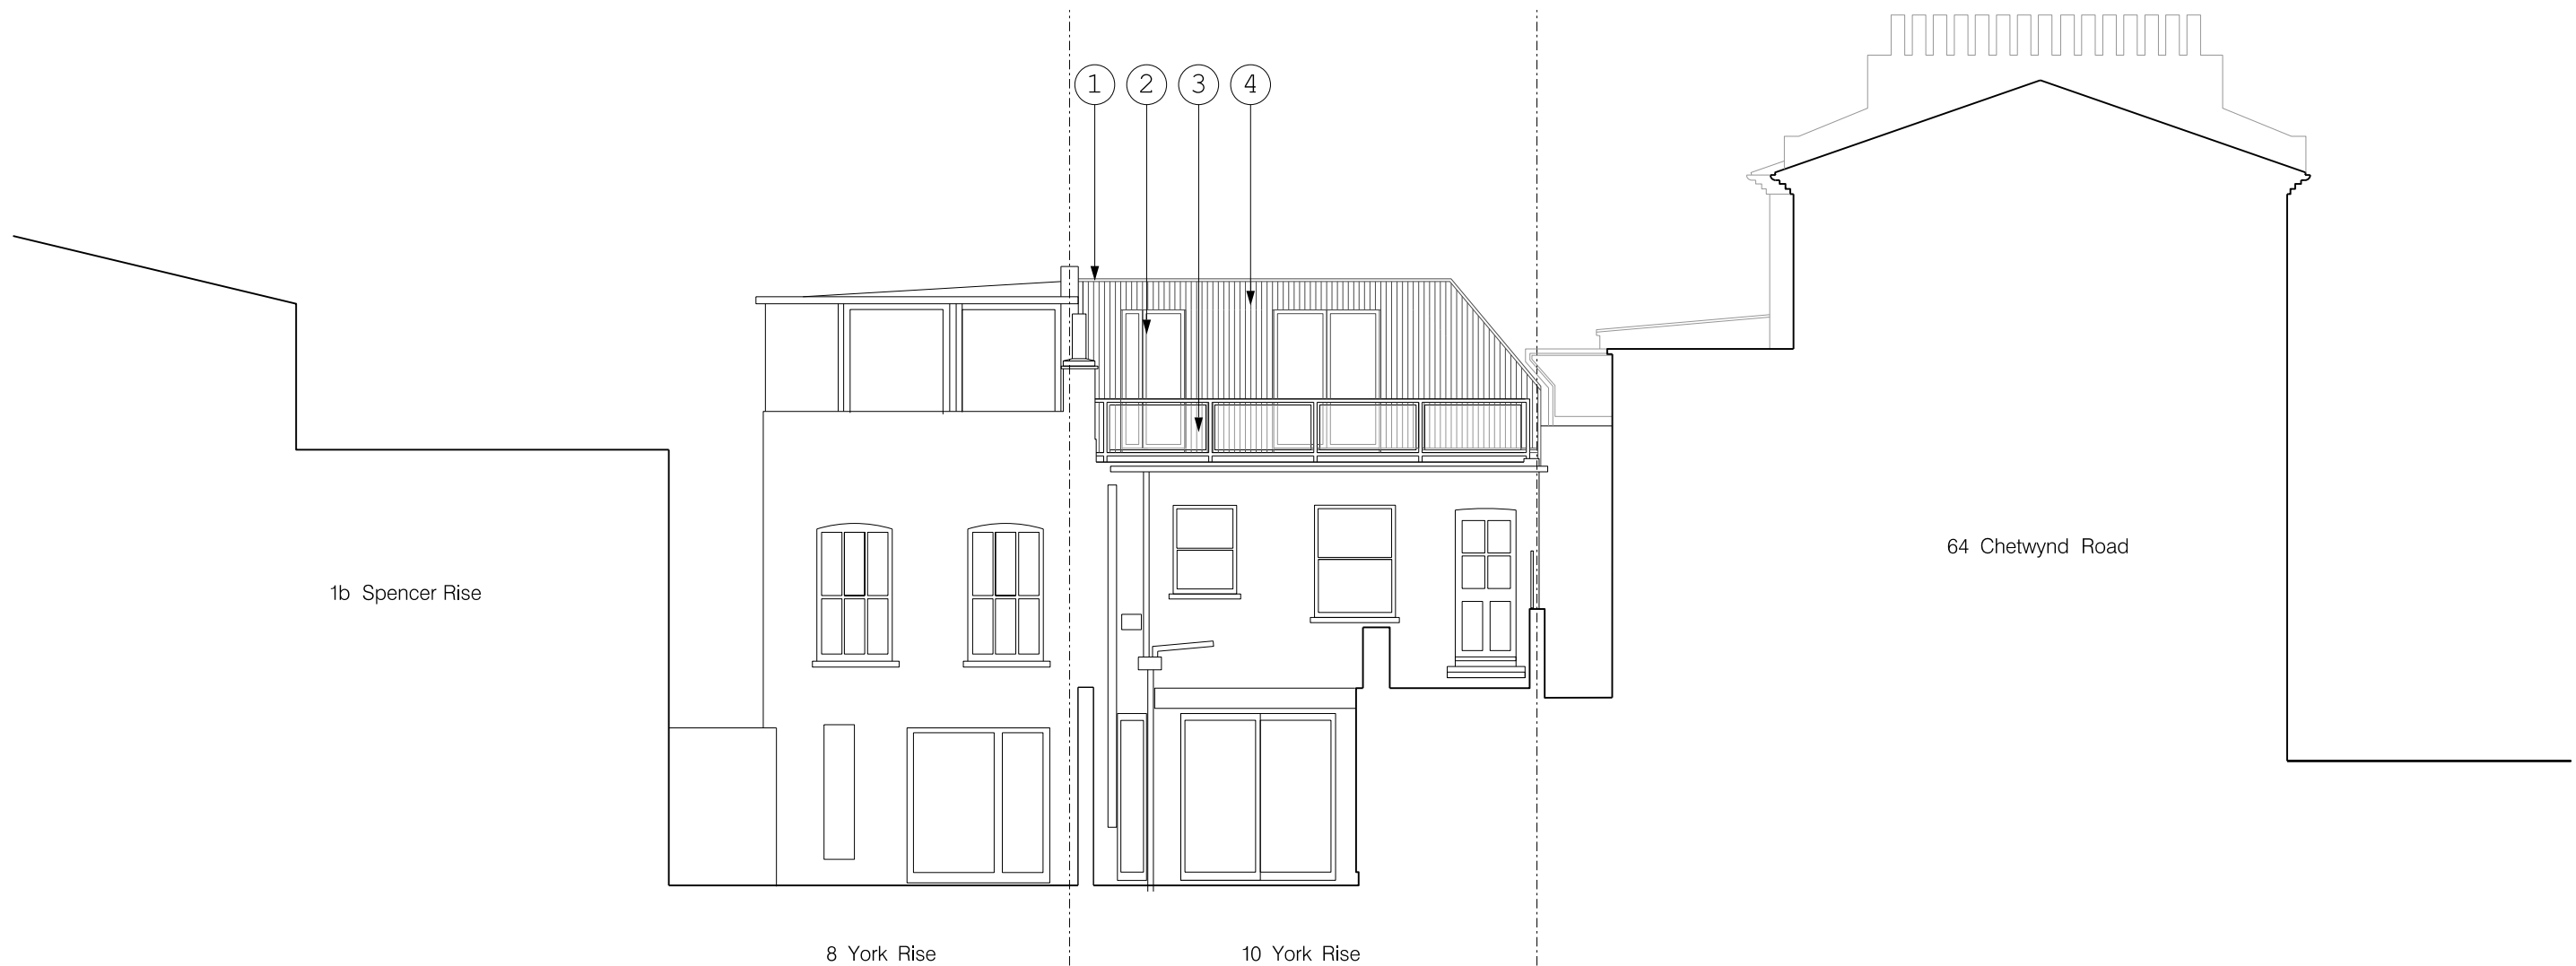 1 2 3 4
64 Chetwynd Road
1b Spencer Rise
8 York Rise
10 York Rise